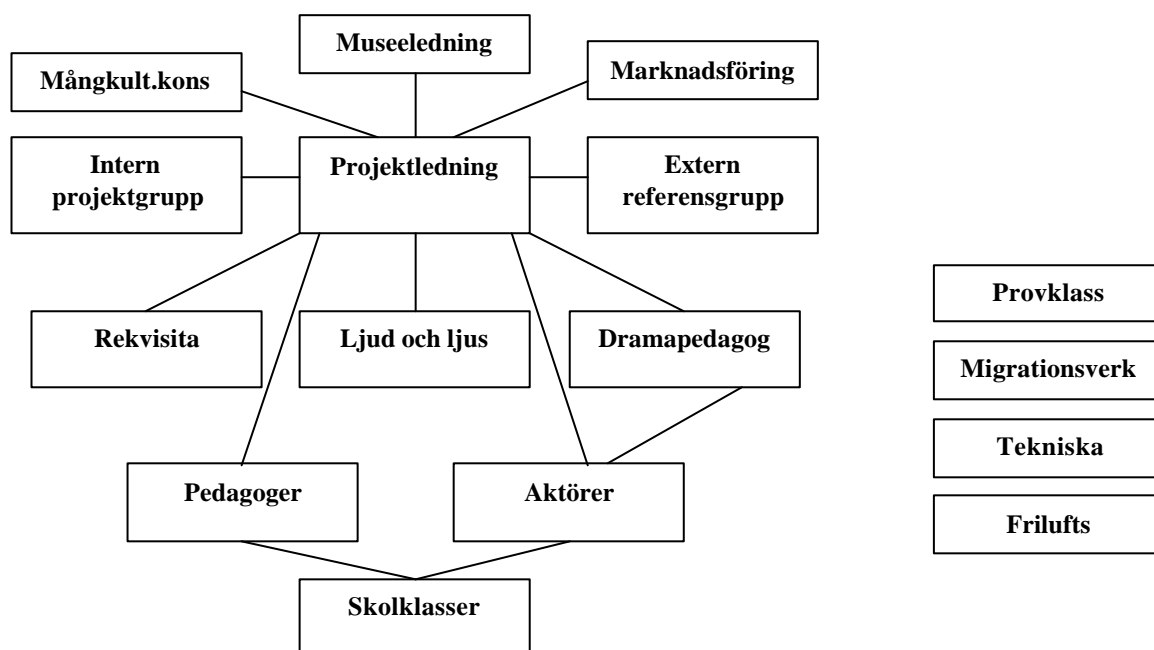 Museeledning
Mångkult.kons
Marknadsföring
Intern
projektgrupp
Projektledning
Extern
referensgrupp
Rekvisita
Ljud och ljus
Dramapedagog
Pedagoger
Aktörer
Skolklasser
Provklass
Migrationsverk
Tekniska
Frilufts